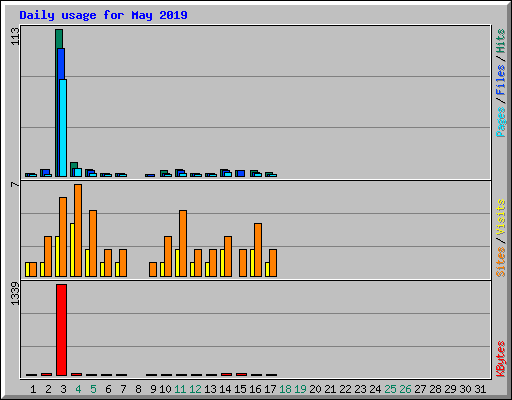 Daily usage for May 2019
113
Pages/Files/Hits
7
Sites/Visits
1339
KBytes
1 2 3 4 5 6 7 8 9 10 11 12 13 14 15 16 17 18 19 20 21 22 23 24 25 26 27 28 29 30 31